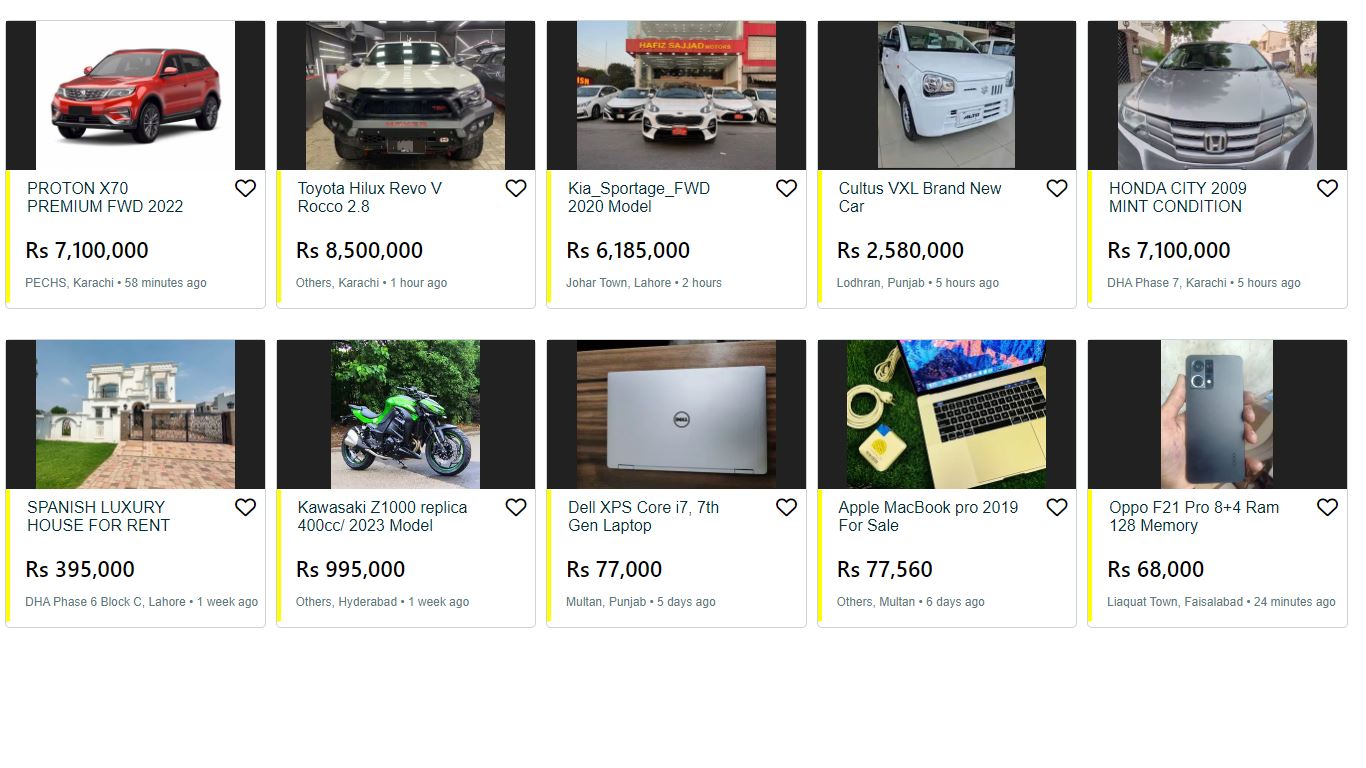 HAFIZ SAJJAD MOTORS
ALTO
PROTON X70
PREMIUM FWD 2022
Rs 7,100,000
PECHS, Karachi • 58 minutes ago
Toyota Hilux Revo V
Rocco 2.8
Rs 8,500,000
Others, Karachi • 1 hour ago
Kia_Sportage_FWD
2020 Model
Rs 6,185,000
Johar Town, Lahore • 2 hours
Cultus VXL Brand New
Car
Rs 2,580,000
Lodhran, Punjab • 5 hours ago
HONDA CITY 2009
MINT CONDITION
Rs 7,100,000
DHA Phase 7, Karachi • 5 hours ago
DELL
SPANISH LUXURY
HOUSE FOR RENT
Rs 395,000
DHA Phase 6 Block C, Lahore • 1 week ago
Kawasaki Z1000 replica
400cc/ 2023 Model
Rs 995,000
Others, Hyderabad • 1 week ago
Dell XPS Core i7, 7th
Gen Laptop
Rs 77,000
Multan, Punjab • 5 days ago
Apple MacBook pro 2019
For Sale
Rs 77,560
Others, Multan • 6 days ago
Oppo F21 Pro 8+4 Ram
128 Memory
Rs 68,000
Liaquat Town, Faisalabad • 24 minutes ago